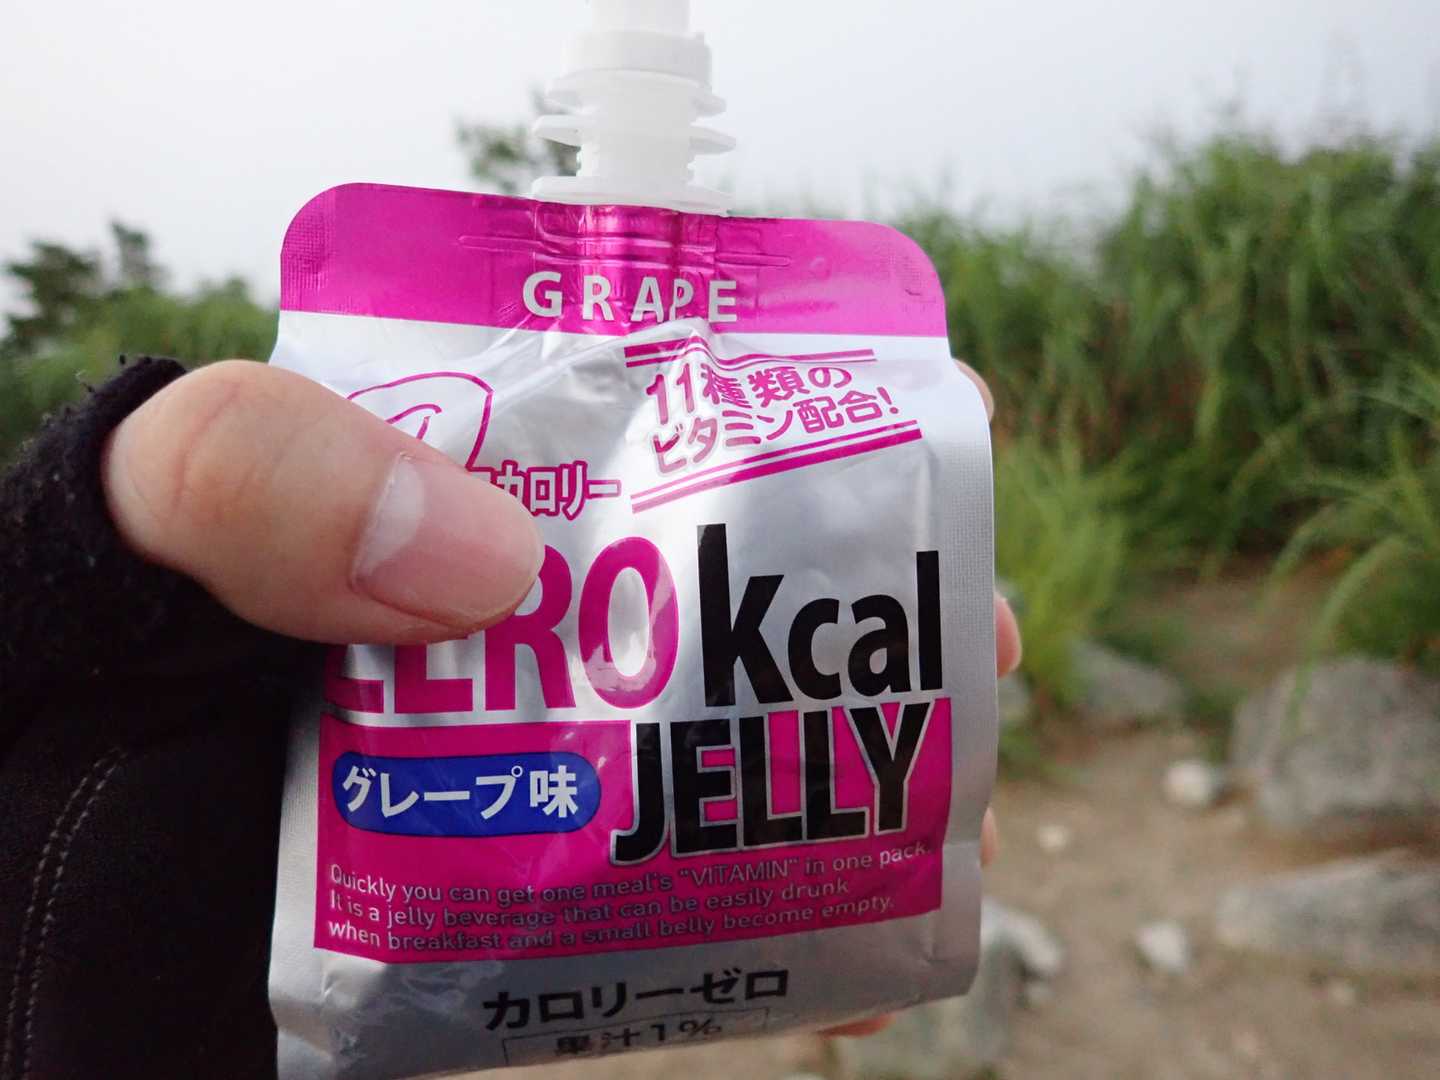 GRAPE
11種類の
ビタミン配合!
カロリー
ZERO kcal
JELLY
グレープ味
Quickly you can get one meal's "VITAMIN" in one pack.
It is a jelly beverage that can be easily drunk
when breakfast and a small belly become empty.
カロリーゼロ
果汁1%